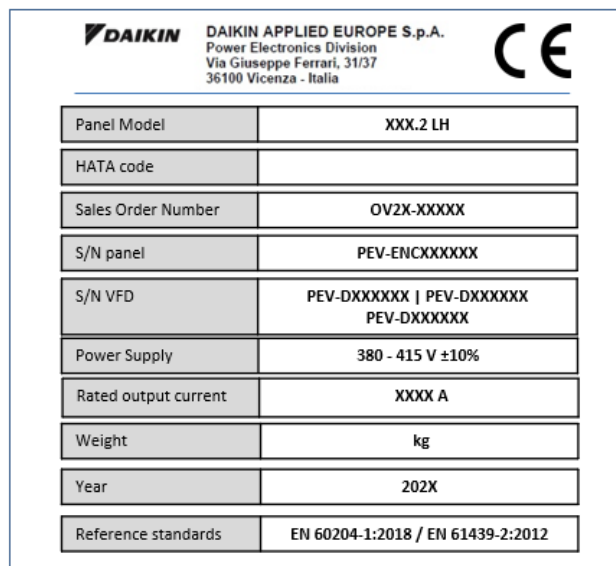 DAIKIN
DAIKIN APPLIED EUROPE S.p.A.
Power Electronics Division
Via Giuseppe Ferrari, 31/37
36100 Vicenza - Italia
CE
Panel Model XXX.2 LH
HATA code
Sales Order Number OV2X-XXXXX
S/N panel PEV-ENCXXXXXX
S/N VFD PEV-DXXXXXX | PEV-DXXXXXX
PEV-DXXXXXX
Power Supply 380 - 415 V ±10%
Rated output current XXXX A
Weight kg
Year 202X
Reference standards EN 60204-1:2018 / EN 61439-2:2012